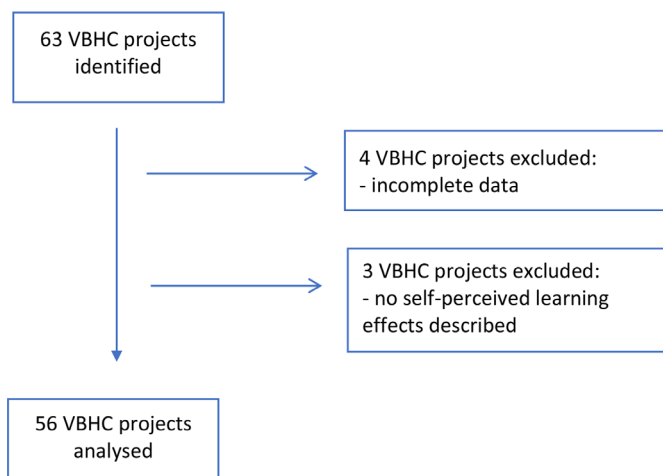 63 VBHC projects
identified
4 VBHC projects excluded:
- incomplete data
3 VBHC projects excluded:
- no self-perceived learning
effects described
56 VBHC projects
analysed